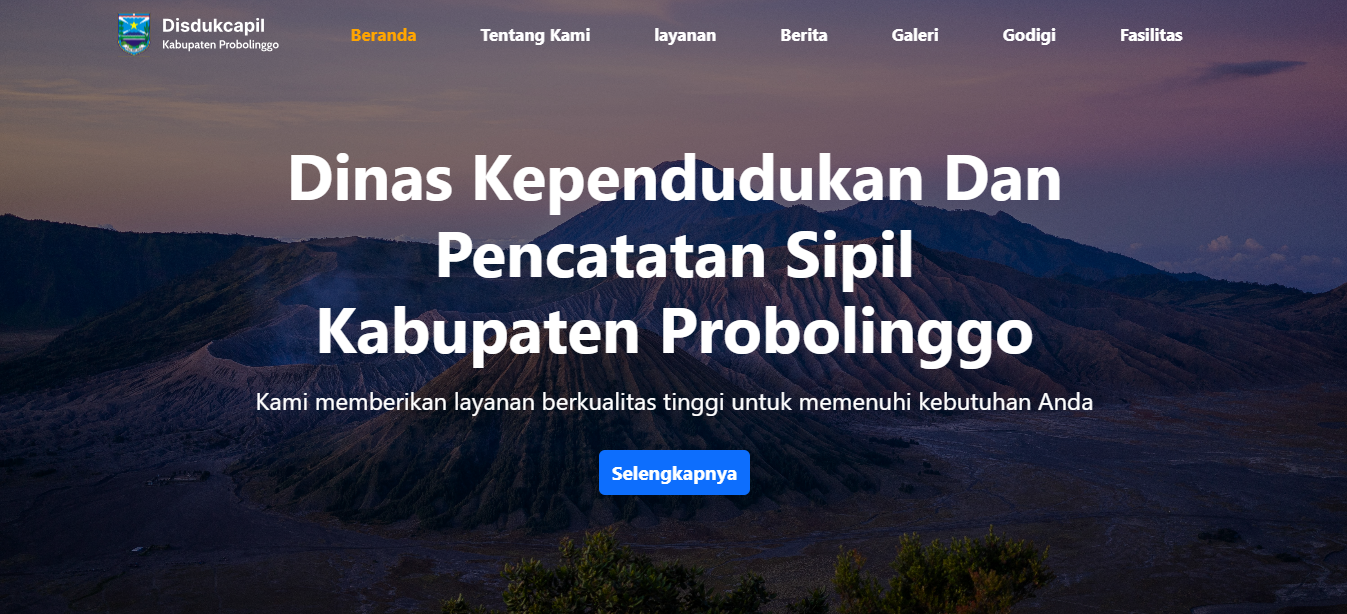 Disdukcapil
Kabupaten Probolinggo
Beranda
Tentang Kami
layanan
Berita
Galeri
Godigi
Fasilitas
Dinas Kependudukan Dan
Pencatatan Sipil
Kabupaten Probolinggo
Kami memberikan layanan berkualitas tinggi untuk memenuhi kebutuhan Anda
Selengkapnya